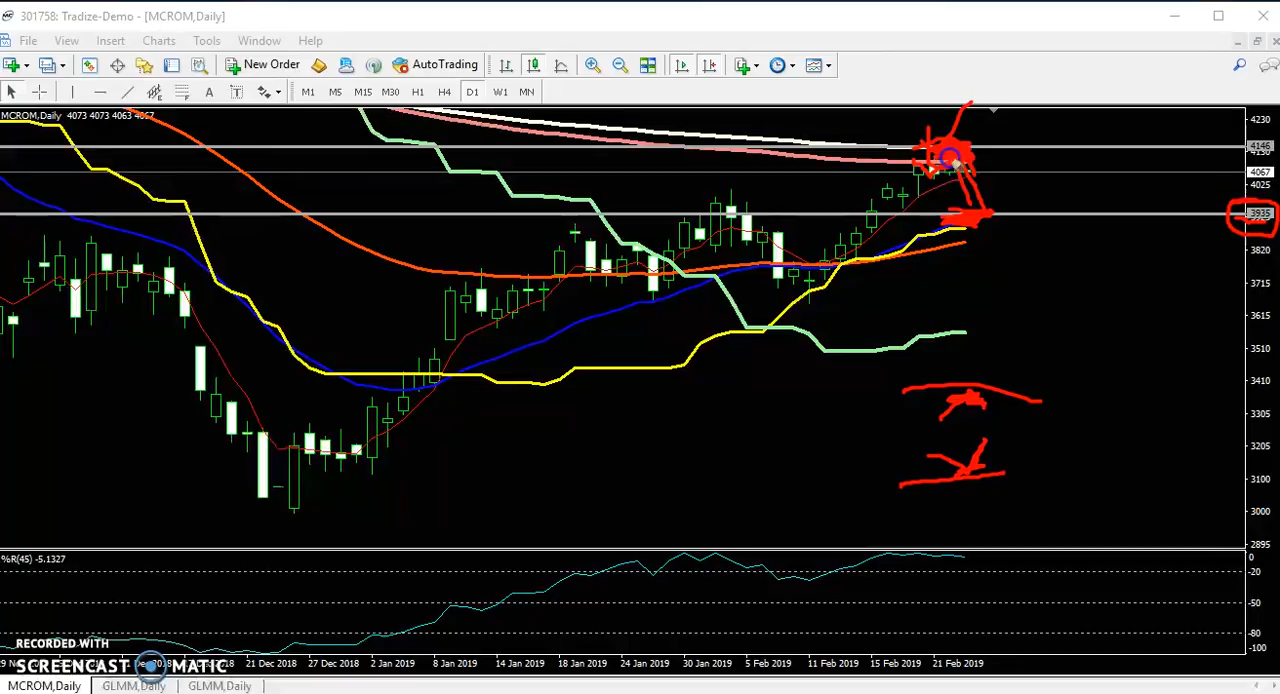 301758: Tradize-Demo - [MCROM,Daily]
File View Insert Charts Tools Window Help
New Order AutoTrading
A T M1 M5 M15 M30 H1 H4 D1 W1 MN
MCROM,Daily 4073 4073 4063 4067
4230
4146
4067
4025
3935
3820
3715
3615
3510
3410
3305
3205
3100
3000
2895
%R(45) -5.1327
0
-20
-50
-80
-100
RECORDED WITH
SCREENCAST MATIC
21 Dec 2018 27 Dec 2018 2 Jan 2019 8 Jan 2019 14 Jan 2019 18 Jan 2019 24 Jan 2019 30 Jan 2019 5 Feb 2019 11 Feb 2019 15 Feb 2019 21 Feb 2019
MCROM,Daily GLMM,Daily GLMM,Daily